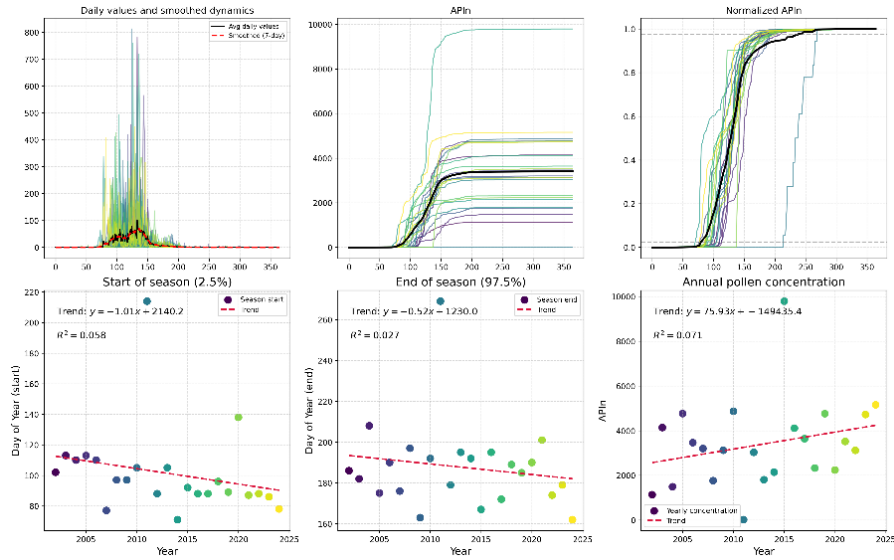 Daily values and smoothed dynamics
Avg daily values
Smoothed (7-day)
800
700
600
500
400
300
200
100
0
0 50 100 150 200 250 300 350
APIn
10000
8000
6000
4000
2000
0
0 50 100 150 200 250 300 350
Normalized APIn
1.0
0.8
0.6
0.4
0.2
0.0
0 50 100 150 200 250 300 350
Start of season (2.5%)
Trend: y=−1.01x+2140.2
R²=0.058
Season start
Trend
Day of Year (start)
220
200
180
160
140
120
100
80
2005 2010 2015 2020 2025
Year
End of season (97.5%)
Trend: y=−0.52x−1230.0
R²=0.027
Season end
Trend
Day of Year (end)
260
240
220
200
180
160
2005 2010 2015 2020 2025
Year
Annual pollen concentration
Trend: y=75.93x+−149435.4
R²=0.071
APIn
10000
8000
6000
4000
2000
0
Yearly concentration
Trend
2005 2010 2015 2020 2025
Year